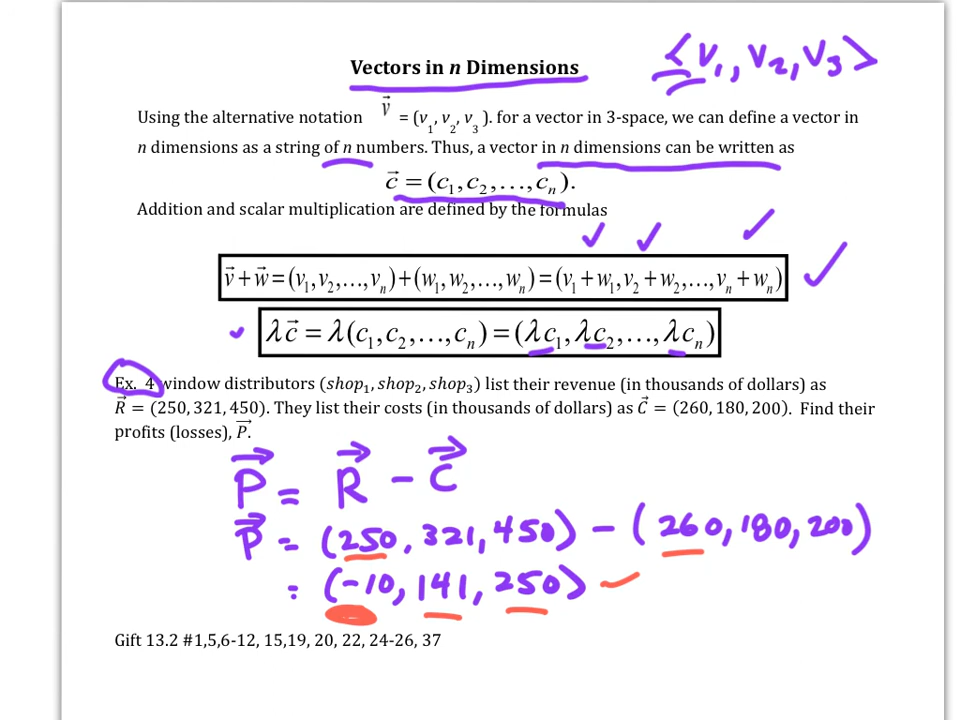 Vectors in n Dimensions
<v₁, v₂, v₃>
Using the alternative notation v⃗ = (v₁, v₂, v₃). for a vector in 3-space, we can define a vector in
n dimensions as a string of n numbers. Thus, a vector in n dimensions can be written as
c⃗ = (c₁, c₂, ..., cₙ).
Addition and scalar multiplication are defined by the formulas
v⃗ + w⃗ = (v₁, v₂, ..., vₙ) + (w₁, w₂, ..., wₙ) = (v₁ + w₁, v₂ + w₂, ..., vₙ + wₙ)
λc⃗ = λ(c₁, c₂, ..., cₙ) = (λc₁, λc₂, ..., λcₙ)
Ex. 4 window distributors (shop₁, shop₂, shop₃) list their revenue (in thousands of dollars) as
R⃗ = (250, 321, 450). They list their costs (in thousands of dollars) as C⃗ = (260, 180, 200). Find their
profits (losses), P⃗.
P⃗ = R⃗ − C⃗
P⃗ = (250, 321, 450) − (260, 180, 200)
= (−10, 141, 250)
Gift 13.2 #1,5,6-12, 15,19, 20, 22, 24-26, 37